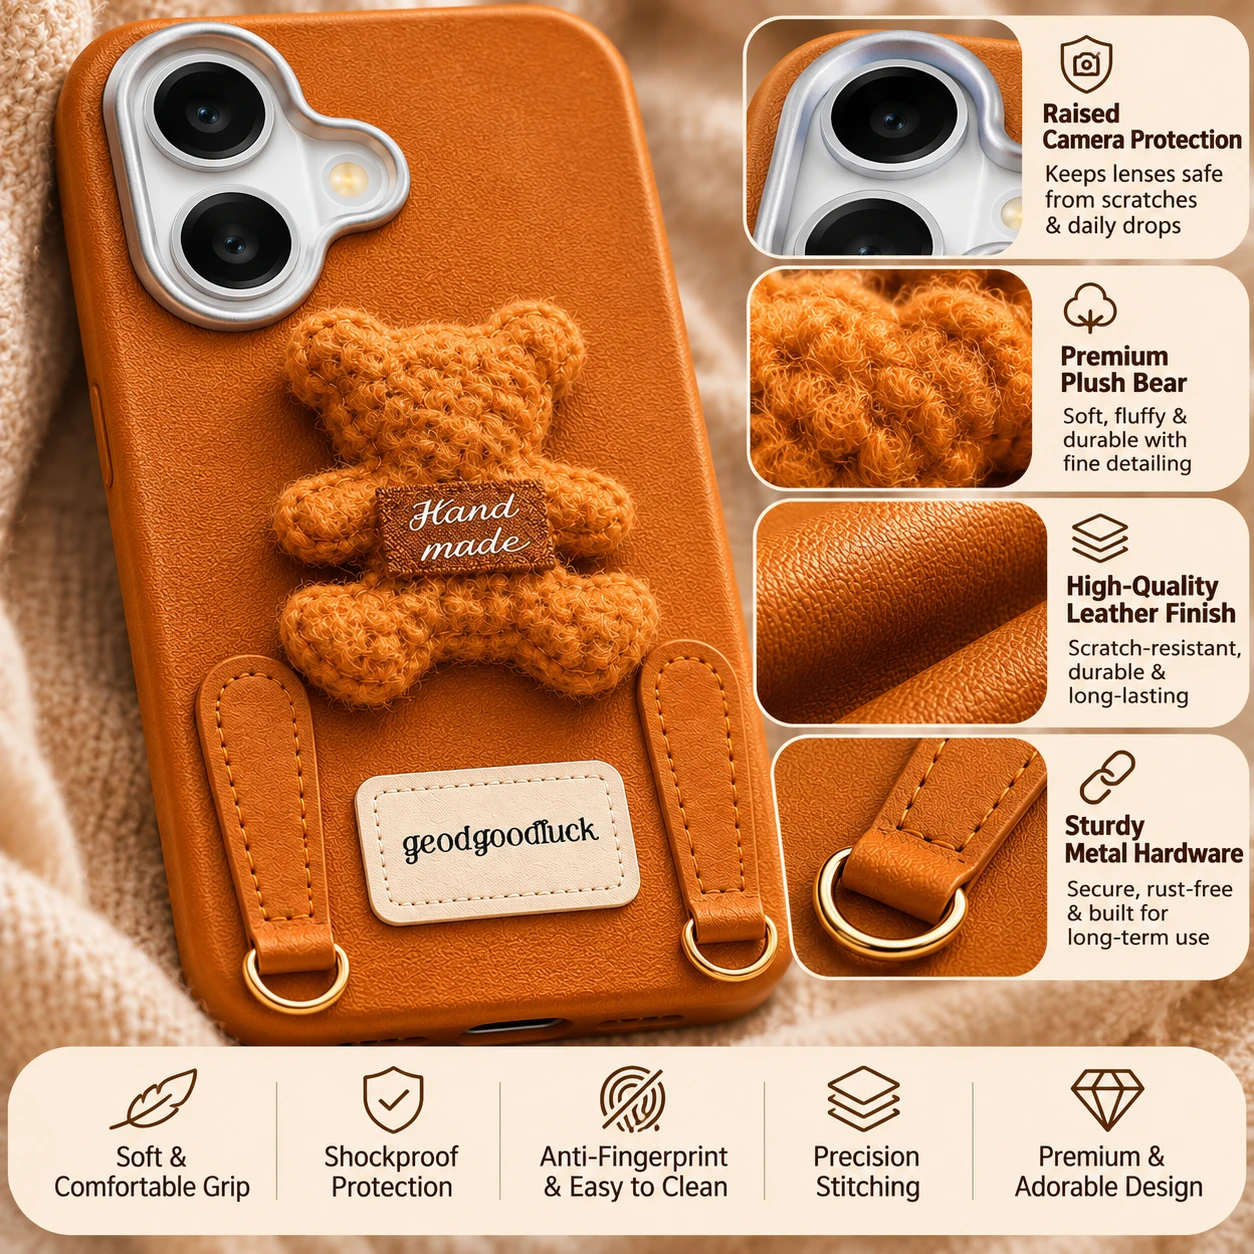 Hand
made
geodgoodluck
Raised
Camera Protection
Keeps lenses safe
from scratches
& daily drops
Premium
Plush Bear
Soft, fluffy &
durable with
fine detailing
High-Quality
Leather Finish
Scratch-resistant,
durable &
long-lasting
Sturdy
Metal Hardware
Secure, rust-free
& built for
long-term use
Soft &
Comfortable Grip
Shockproof
Protection
Anti-Fingerprint
& Easy to Clean
Precision
Stitching
Premium &
Adorable Design